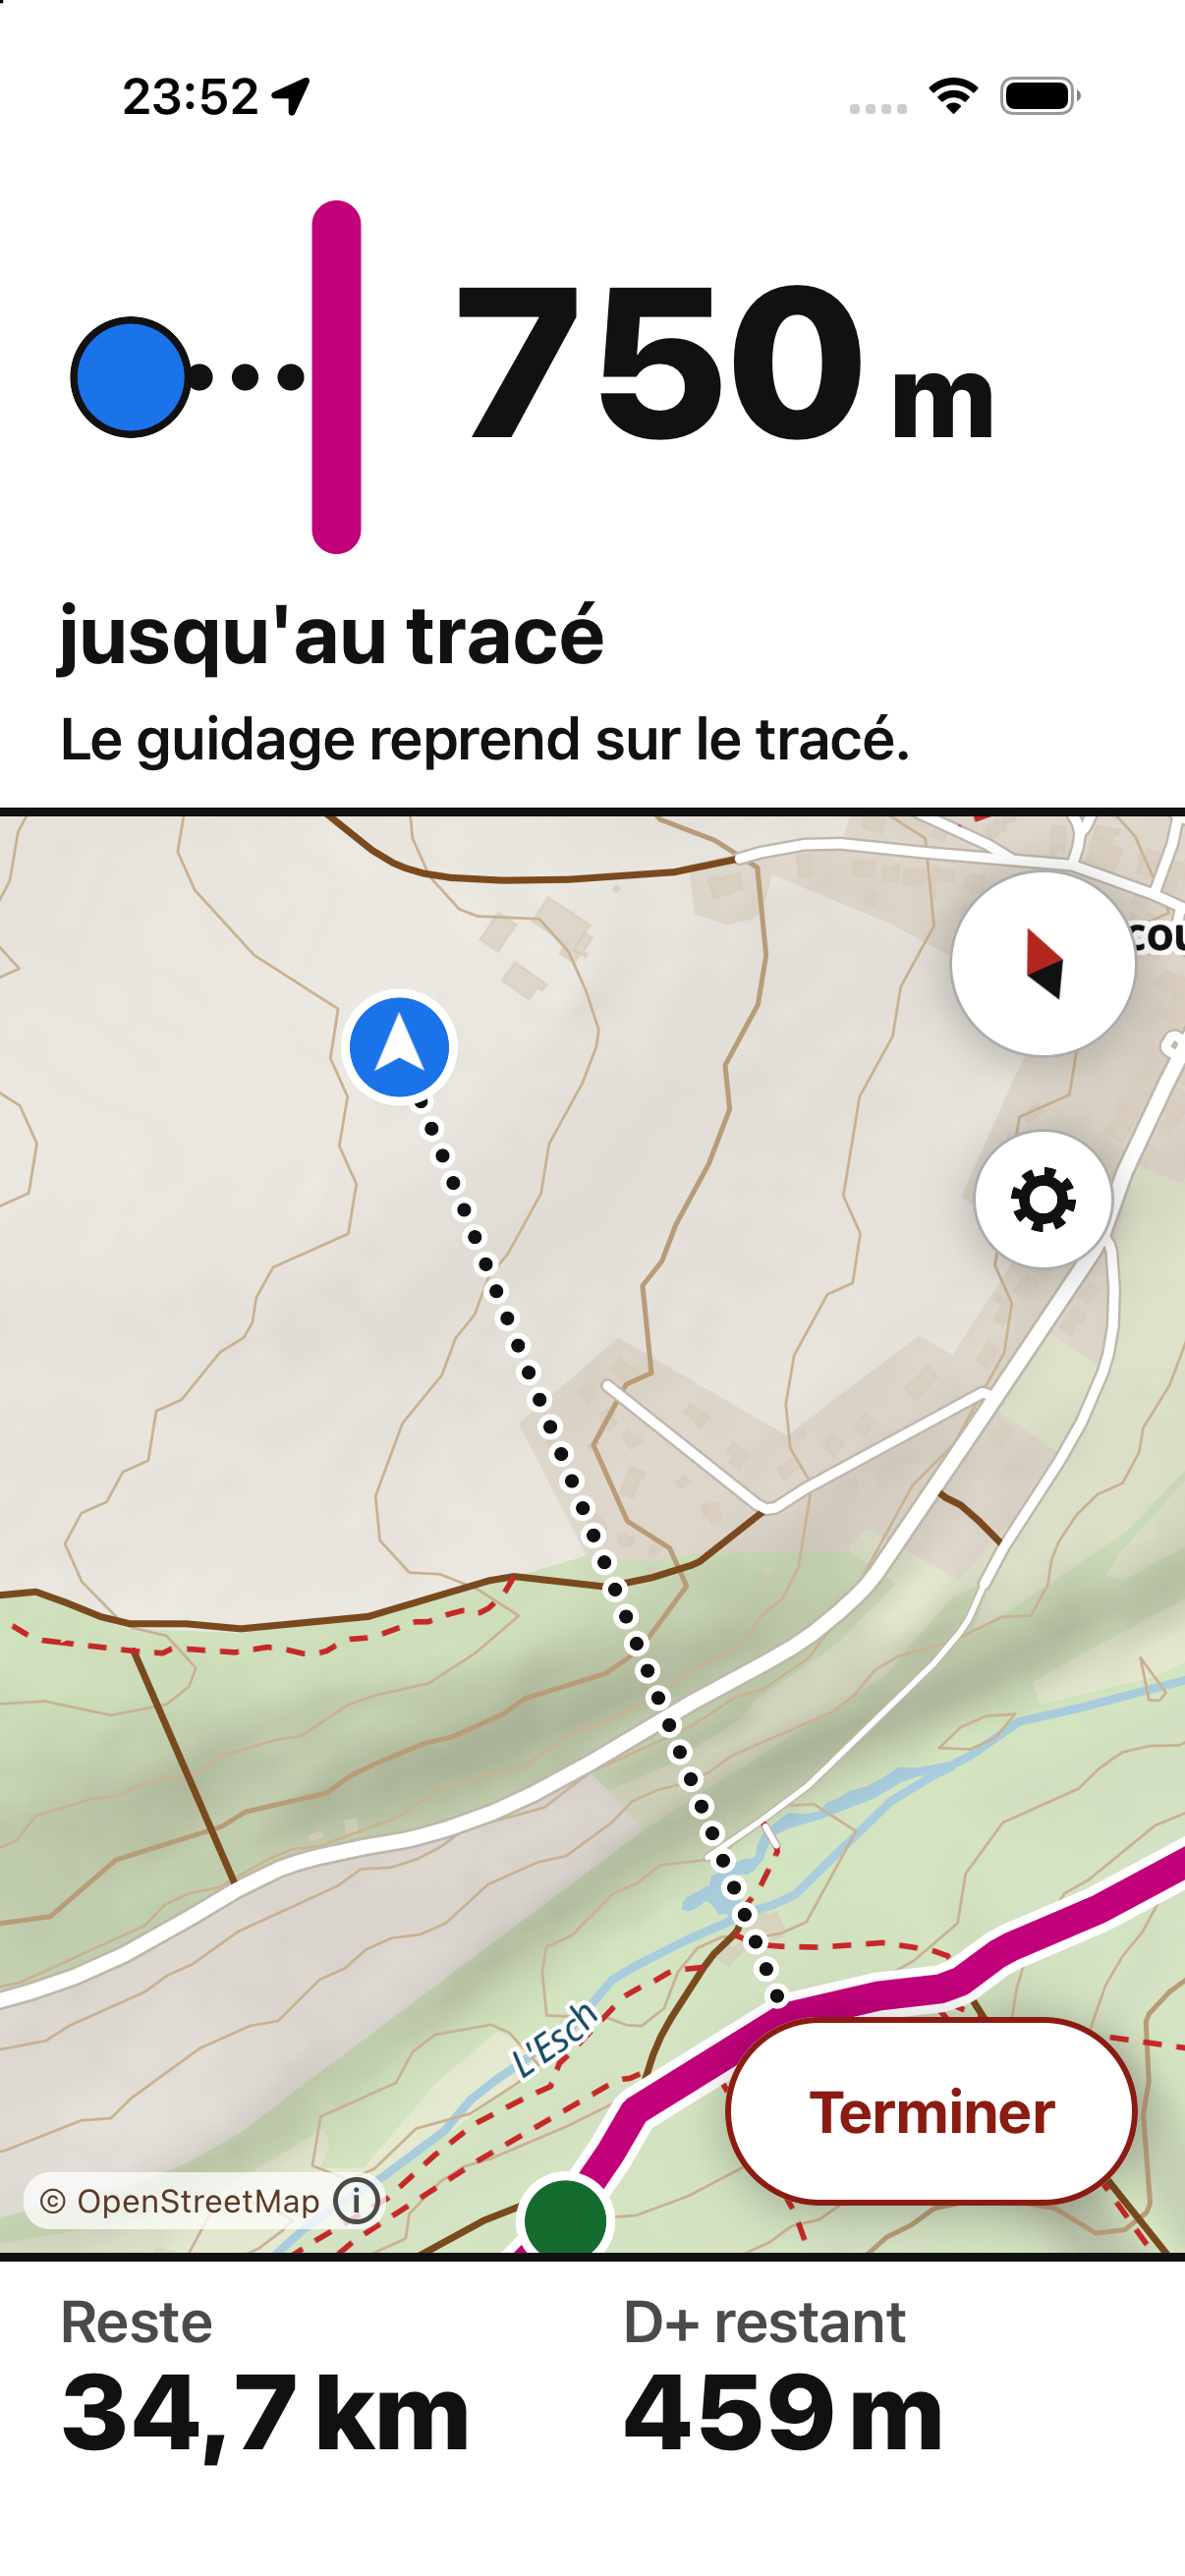 23:52
750 m
jusqu'au tracé
Le guidage reprend sur le tracé.
cou
L'Esch
Terminer
© OpenStreetMap i
Reste
D+ restant
34,7 km
459 m